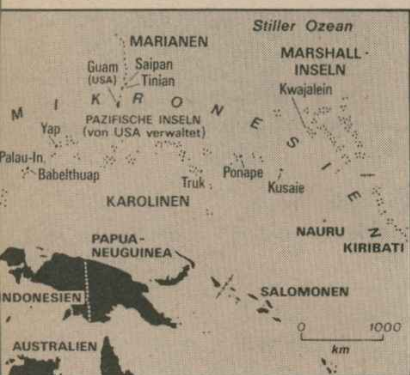 Stiller Ozean
MARIANEN
MARSHALL-
INSELN
Guam
(USA)
Saipan
Tinian
Kwajalein
MIKRONESIEN
PAZIFISCHE INSELN
(von USA verwaltet)
Yap
Palau-In.
Babelthuap
Truk
Ponape
Kusaie
KAROLINEN
NAURU
KIRIBATI
PAPUA-
NEUGUINEA
INDONESIEN
SALOMONEN
0 1000
km
AUSTRALIEN